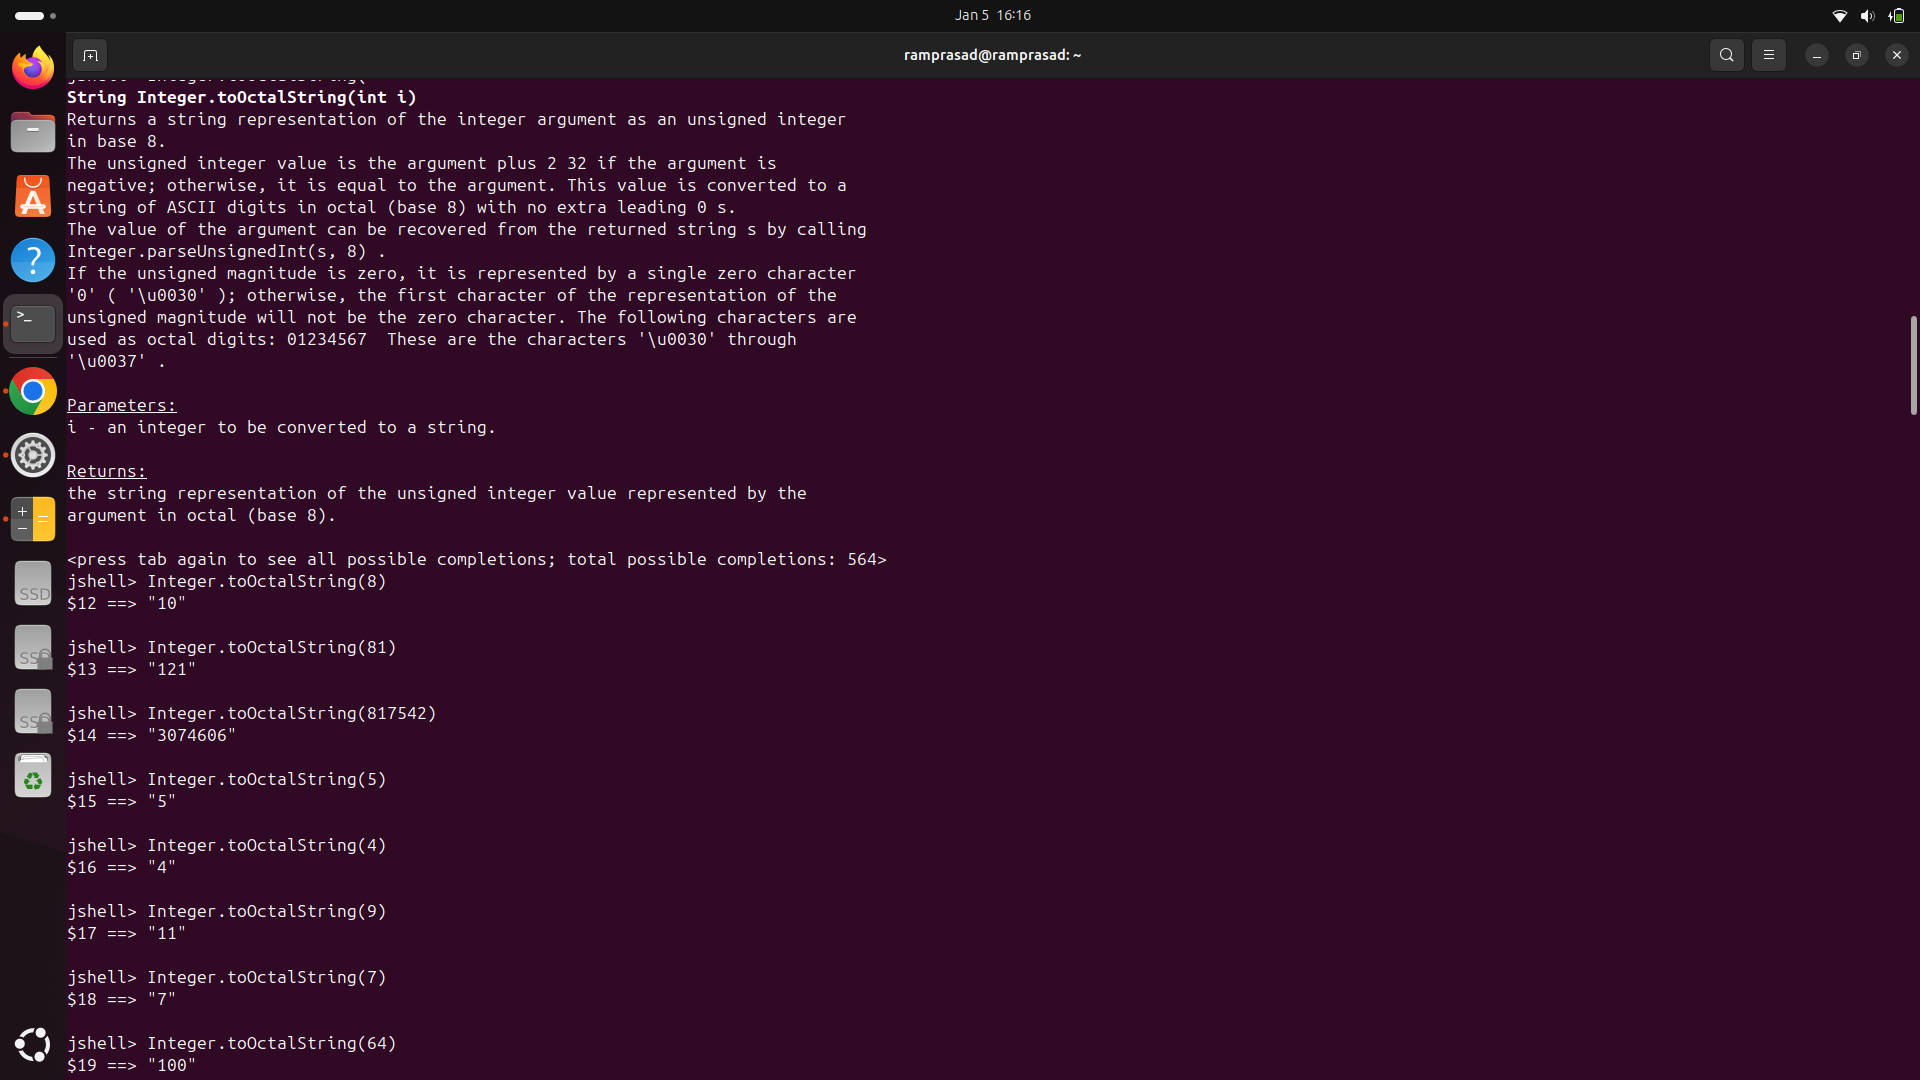 Jan 5 16:16
ramprasad@ramprasad: ~
String Integer.toOctalString(int i)
Returns a string representation of the integer argument as an unsigned integer
in base 8.
The unsigned integer value is the argument plus 2 32 if the argument is
negative; otherwise, it is equal to the argument. This value is converted to a
string of ASCII digits in octal (base 8) with no extra leading 0 s.
The value of the argument can be recovered from the returned string s by calling
Integer.parseUnsignedInt(s, 8) .
If the unsigned magnitude is zero, it is represented by a single zero character
'0' ( '\u0030' ); otherwise, the first character of the representation of the
unsigned magnitude will not be the zero character. The following characters are
used as octal digits: 01234567  These are the characters '\u0030' through
'\u0037' .
Parameters:
i - an integer to be converted to a string.
Returns:
the string representation of the unsigned integer value represented by the
argument in octal (base 8).
<press tab again to see all possible completions; total possible completions: 564>
jshell> Integer.toOctalString(8)
$12 ==> "10"
jshell> Integer.toOctalString(81)
$13 ==> "121"
jshell> Integer.toOctalString(817542)
$14 ==> "3074606"
jshell> Integer.toOctalString(5)
$15 ==> "5"
jshell> Integer.toOctalString(4)
$16 ==> "4"
jshell> Integer.toOctalString(9)
$17 ==> "11"
jshell> Integer.toOctalString(7)
$18 ==> "7"
jshell> Integer.toOctalString(64)
$19 ==> "100"
SSD
SSD
SSD